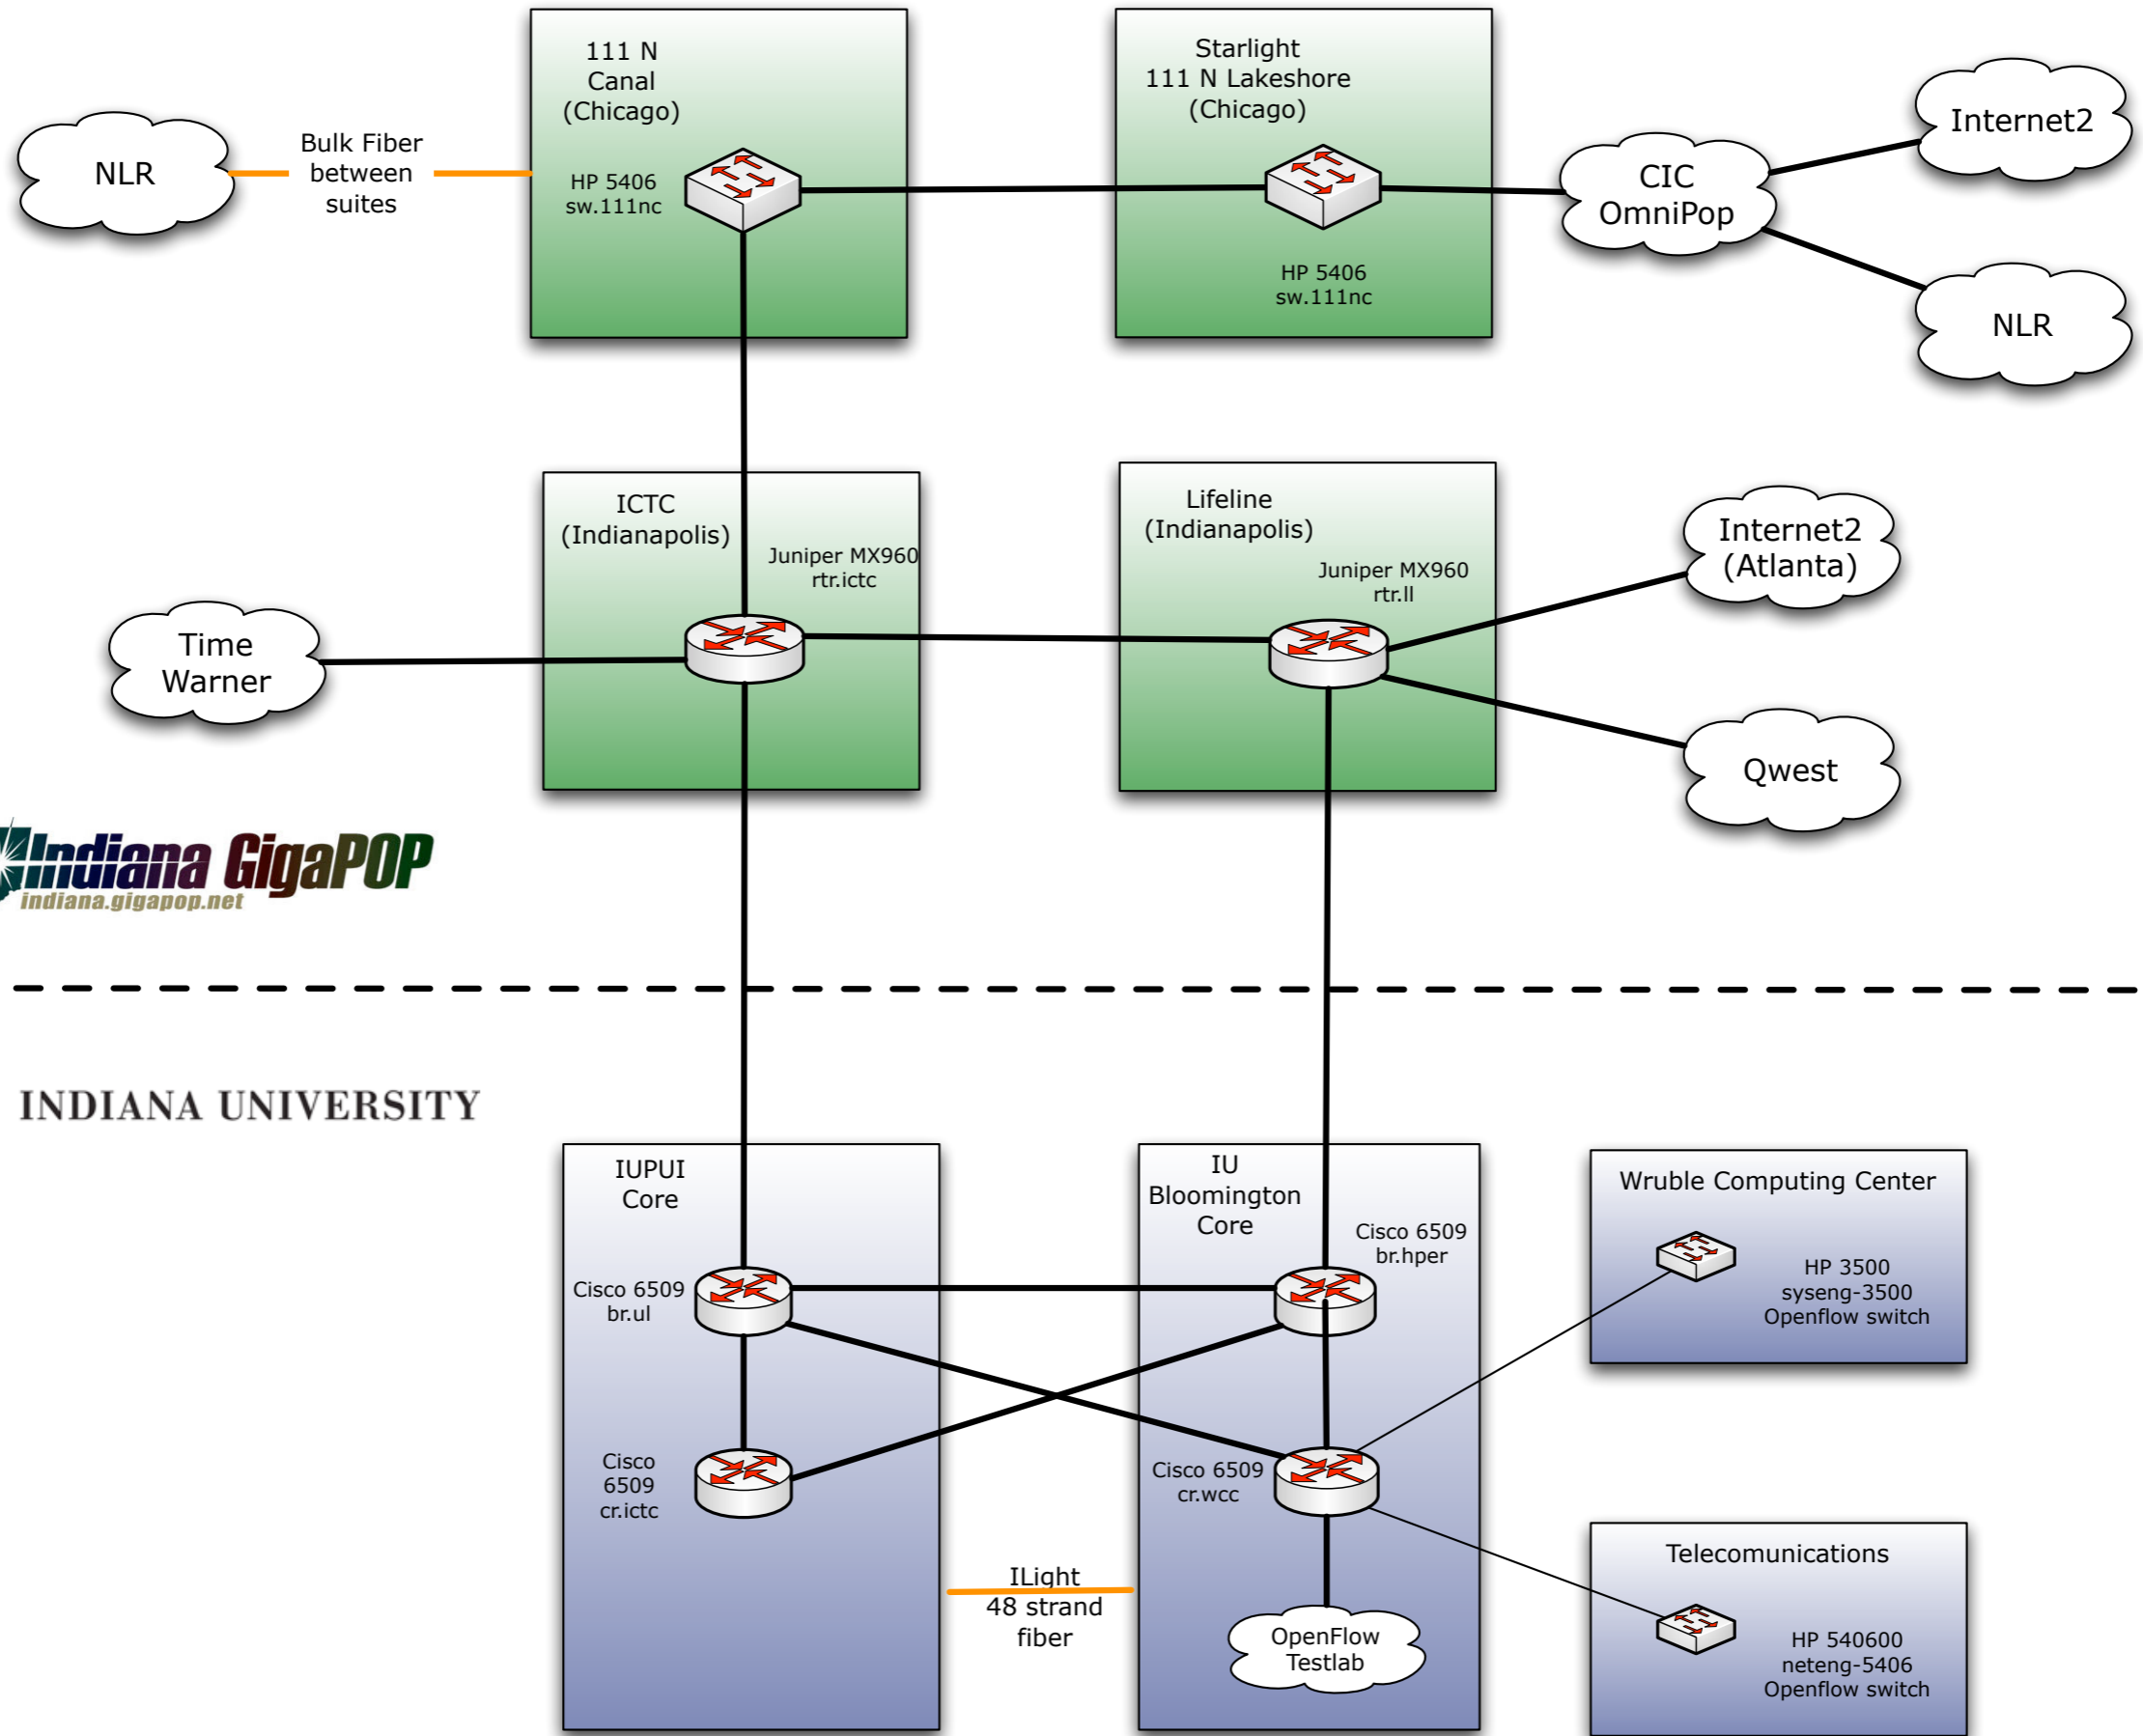 111 N
Canal
(Chicago)
HP 5406
sw.111nc
Starlight
111 N Lakeshore
(Chicago)
HP 5406
sw.111nc
NLR
Bulk Fiber
between
suites
CIC
OmniPop
Internet2
NLR
ICTC
(Indianapolis)
Juniper MX960
rtr.ictc
Lifeline
(Indianapolis)
Juniper MX960
rtr.ll
Time
Warner
Internet2
(Atlanta)
Qwest
Indiana GigaPOP
indiana.gigapop.net
INDIANA UNIVERSITY
IUPUI
Core
Cisco 6509
br.ul
Cisco
6509
cr.ictc
IU
Bloomington
Core
Cisco 6509
br.hper
Cisco 6509
cr.wcc
OpenFlow
Testlab
ILight
48 strand
fiber
Wruble Computing Center
HP 3500
syseng-3500
Openflow switch
Telecomunications
HP 540600
neteng-5406
Openflow switch